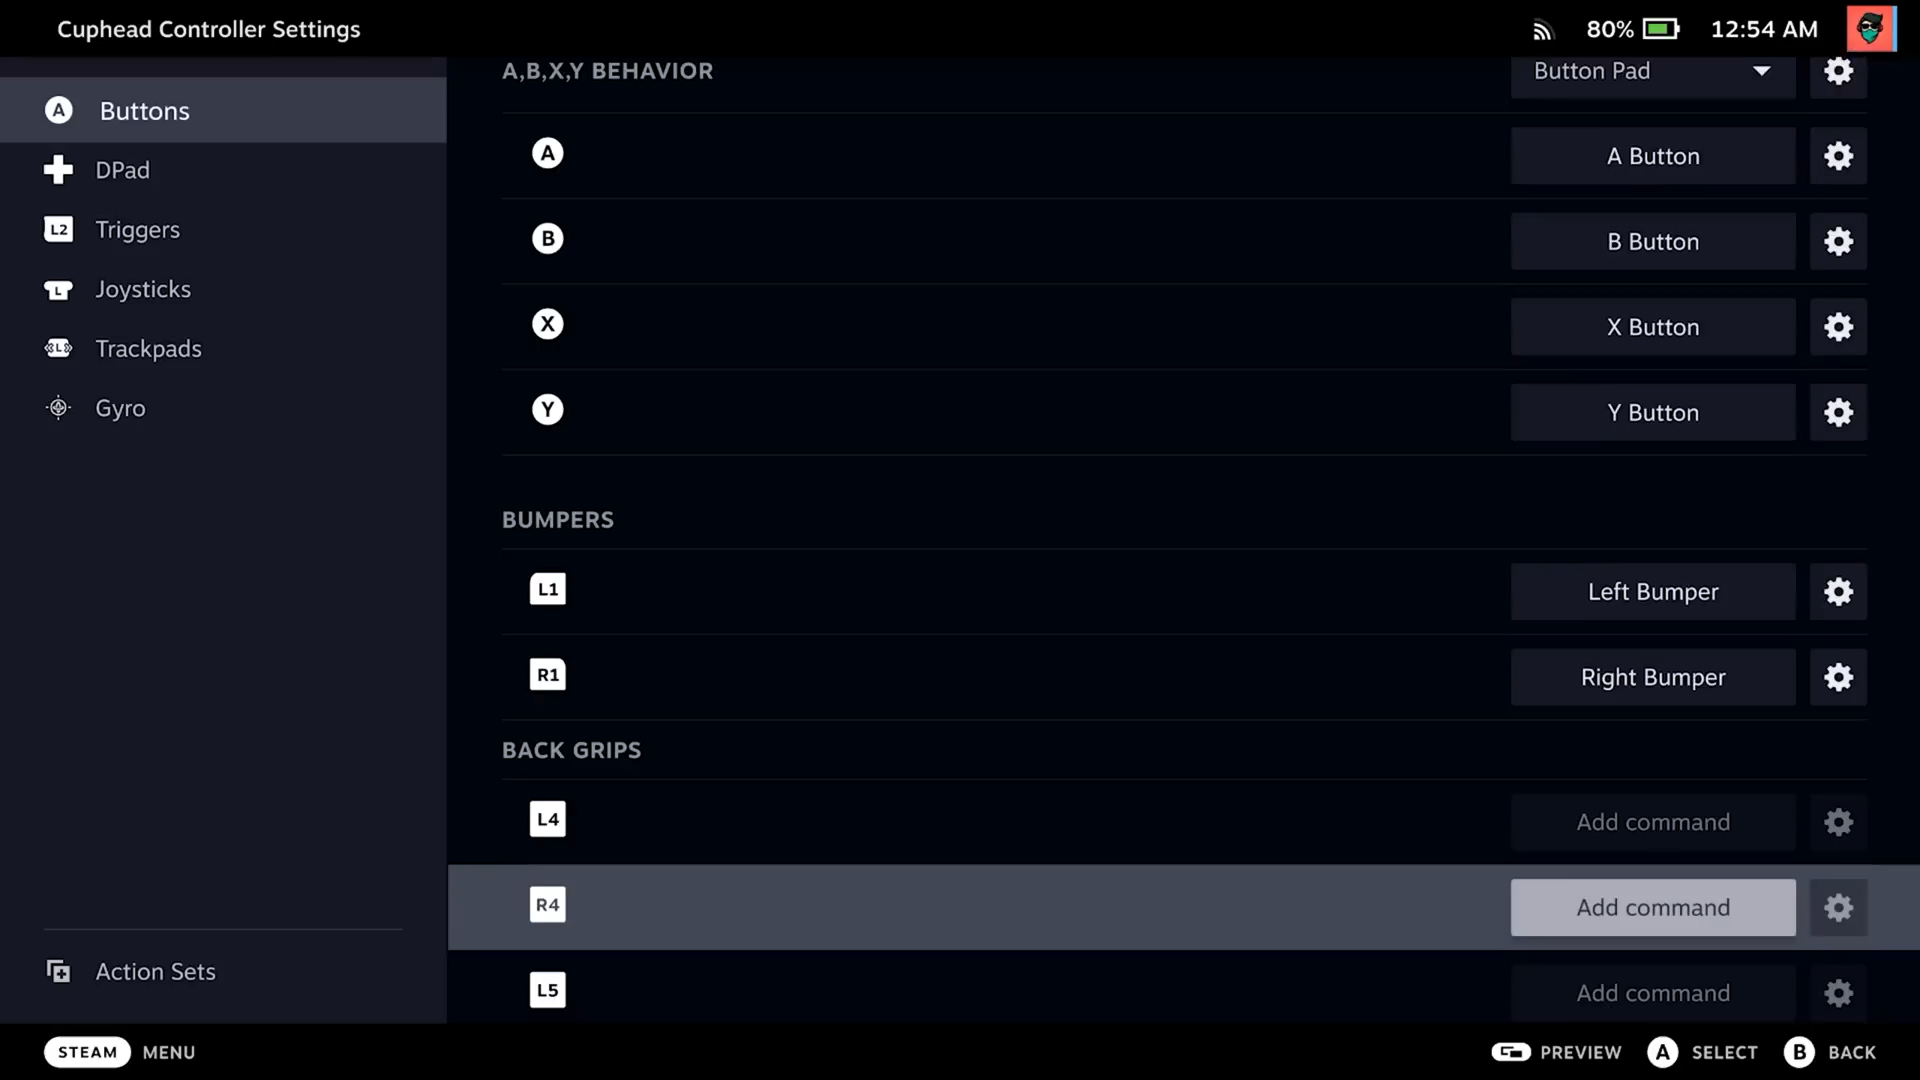 Cuphead Controller Settings
80%
12:54 AM
A Buttons
DPad
L2 Triggers
L Joysticks
L Trackpads
Gyro
Action Sets
A,B,X,Y BEHAVIOR
Button Pad
A
A Button
B
B Button
X
X Button
Y
Y Button
BUMPERS
L1
Left Bumper
R1
Right Bumper
BACK GRIPS
L4
Add command
R4
Add command
L5
Add command
STEAM MENU
PREVIEW
A SELECT
B BACK